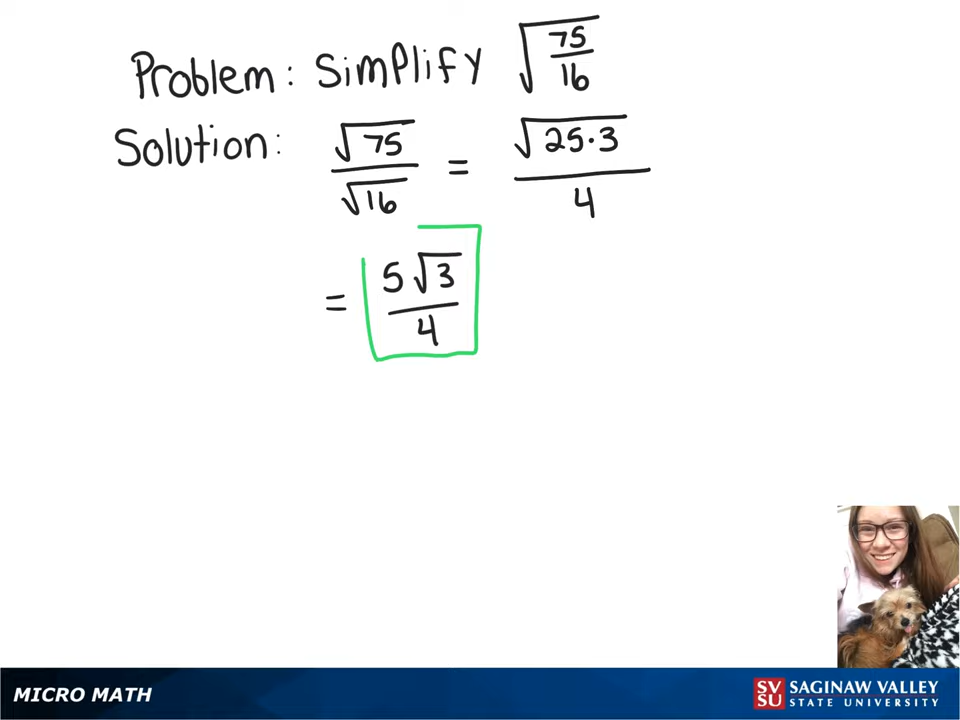 Problem: Simplify √(75/16)
Solution: √75/√16 = √(25·3)/4
= 5√3/4
MICRO MATH
SVSU SAGINAW VALLEY STATE UNIVERSITY